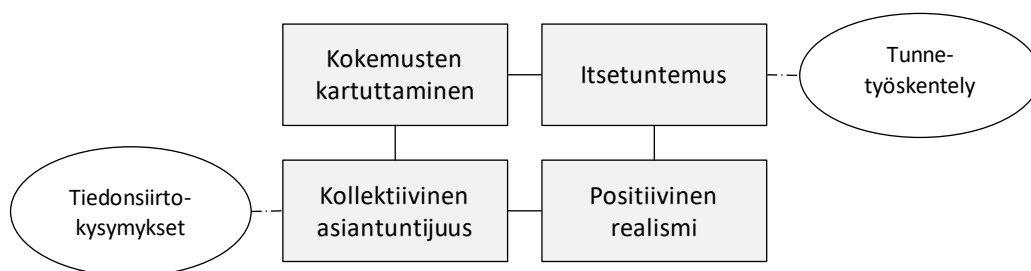 Kokemusten
kartuttaminen
Itsetuntemus
Tunne-
työskentely
Tiedonsiirto-
kysymykset
Kollektiivinen
asiantuntijuus
Positiivinen
realismi